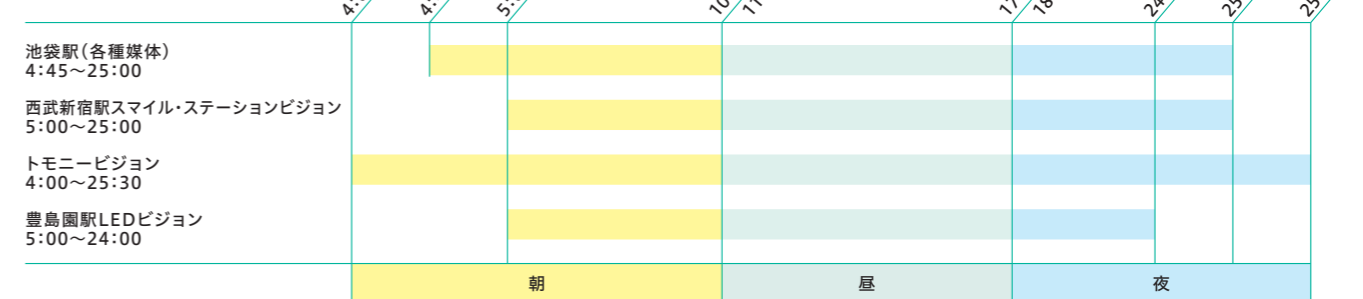 池袋駅（各種媒体）
4：45～25：00
西武新宿駅スマイル・ステーションビジョン
5：00～25：00
トモニービジョン
4：00～25：30
豊島園駅LEDビジョン
5：00～24：00
朝 昼 夜